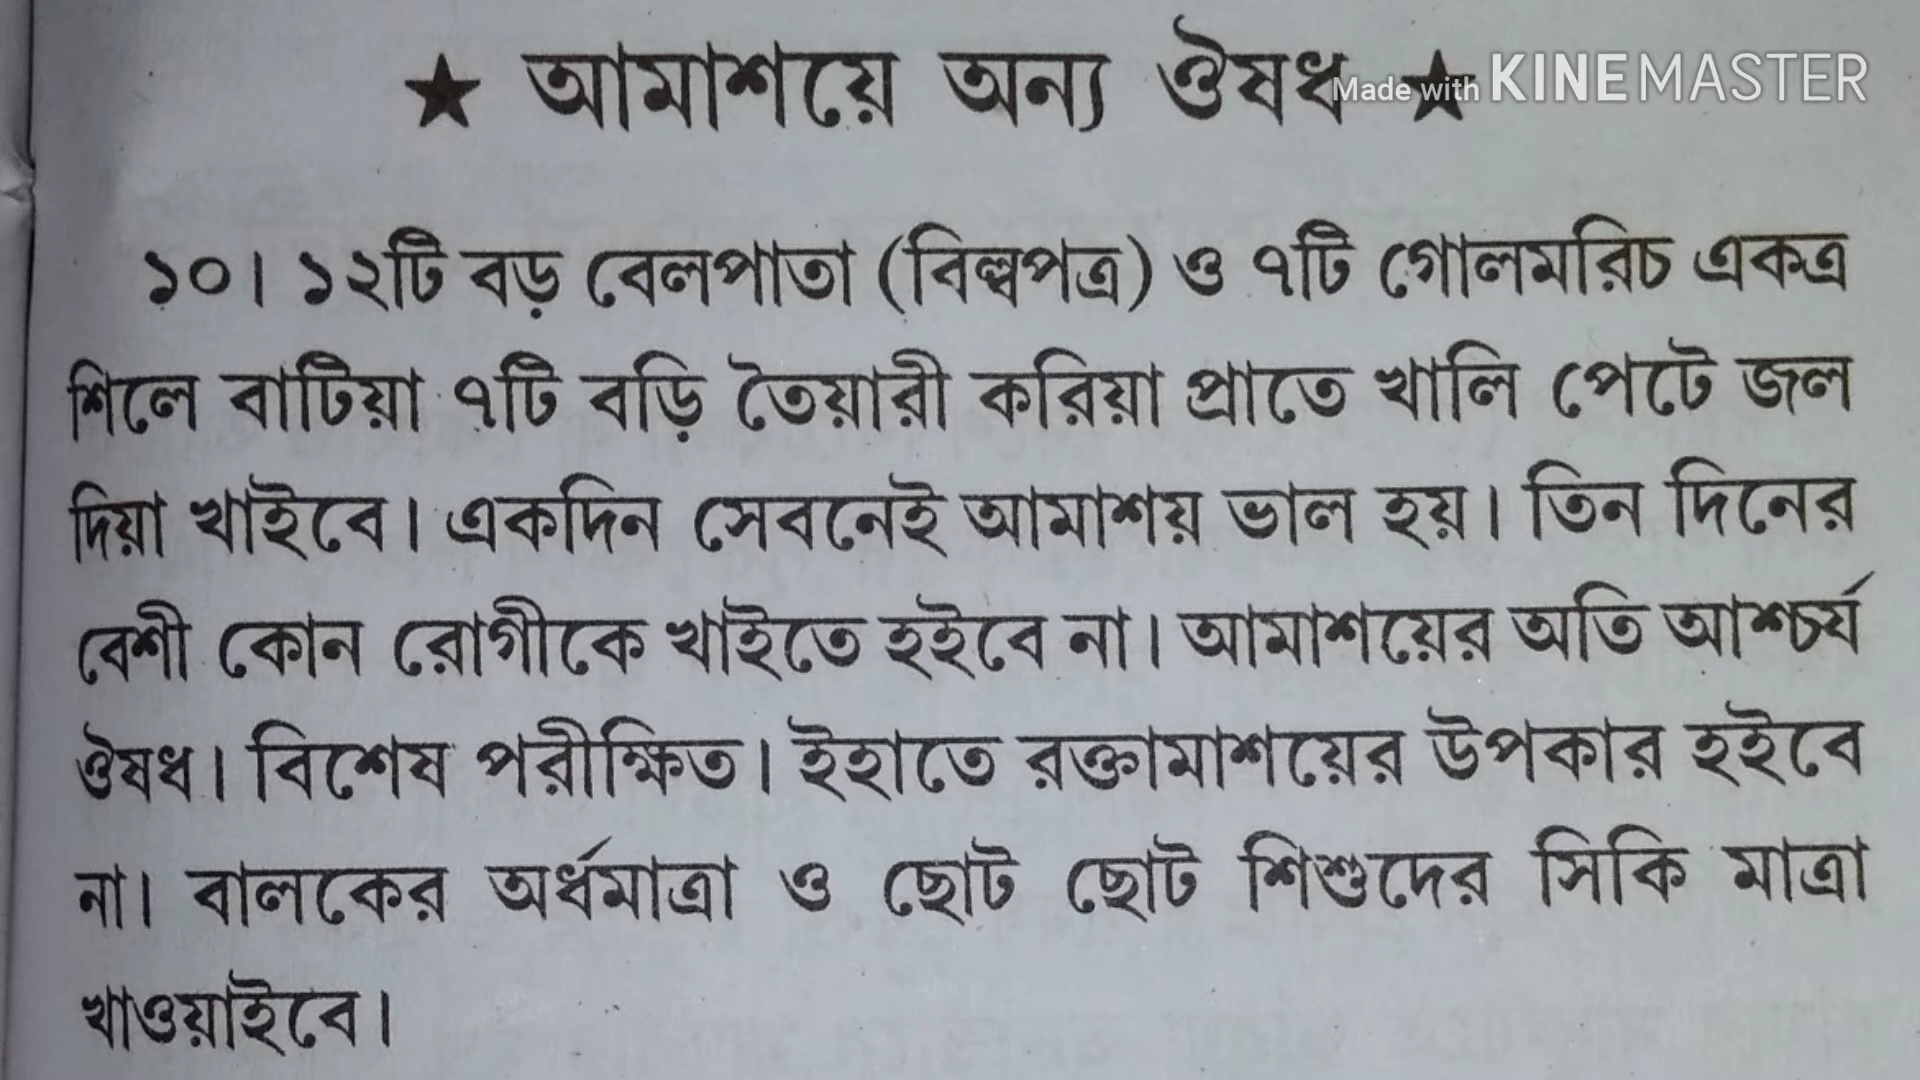 ★ আমাশয়ে অন্য ঔষধ ★
Made with KINEMASTER
১০। ১২টি বড় বেলপাতা (বিল্বপত্র) ও ৭টি গোলমরিচ একত্র
শিলে বাটিয়া ৭টি বড়ি তৈয়ারী করিয়া প্রাতে খালি পেটে জল
দিয়া খাইবে। একদিন সেবনেই আমাশয় ভাল হয়। তিন দিনের
বেশী কোন রোগীকে খাইতে হইবে না। আমাশয়ের অতি আশ্চর্য
ঔষধ। বিশেষ পরীক্ষিত। ইহাতে রক্তামাশয়ের উপকার হইবে
না। বালকের অর্ধমাত্রা ও ছোট ছোট শিশুদের সিকি মাত্রা
খাওয়াইবে।